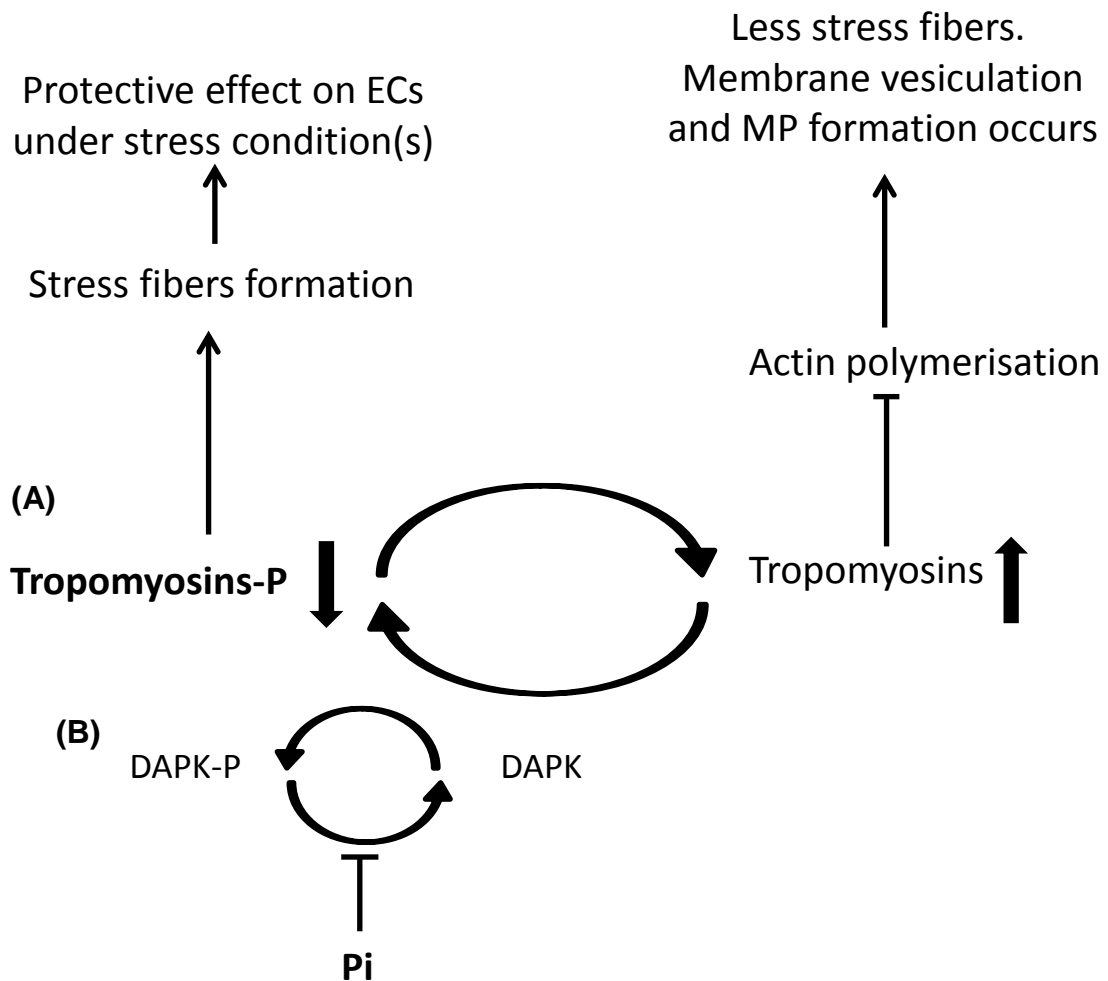 Protective effect on ECs
under stress condition(s)
Less stress fibers.
Membrane vesiculation
and MP formation occurs
Stress fibers formation
Actin polymerisation
(A)
Tropomyosins-P
Tropomyosins
(B)
DAPK-P
DAPK
Pi